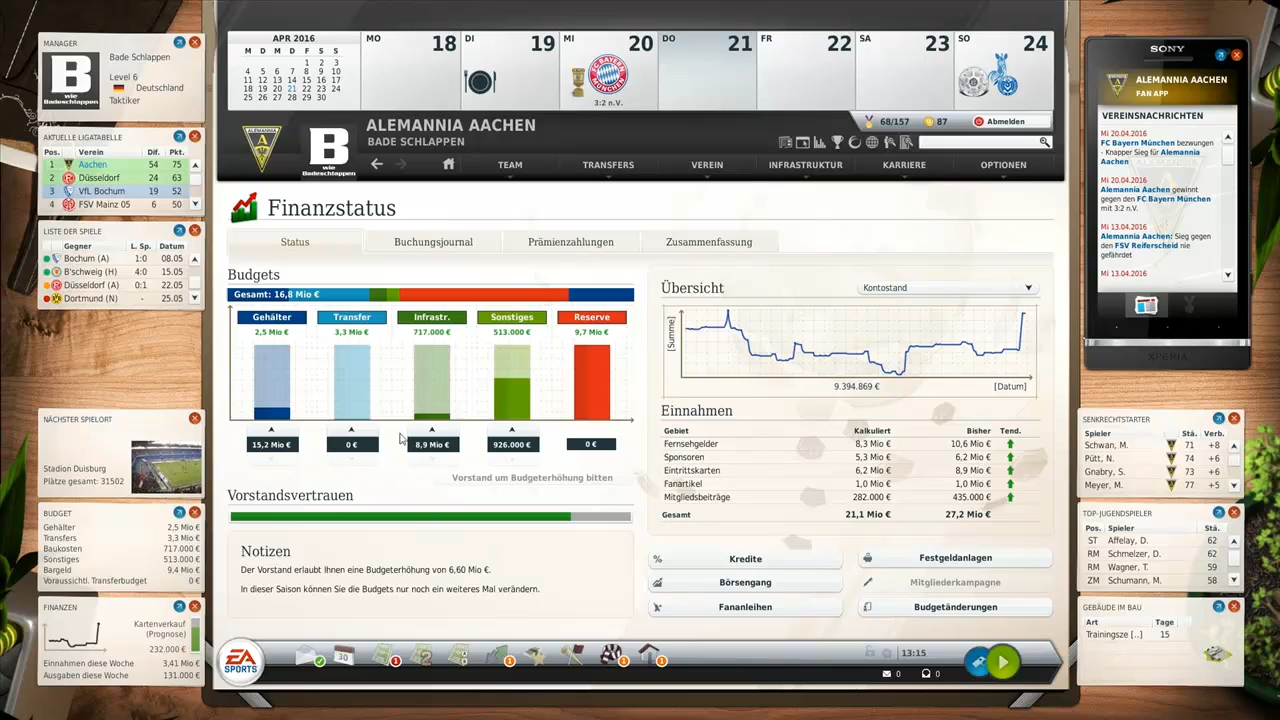 MANAGER
Bade Schlappen
Level 6
Deutschland
Taktiker
B
wie
Badeschlappen
AKTUELLE LIGATABELLE
Pos. Verein Dif. Pkt.
1 Aachen 54 75
2 Düsseldorf 24 63
3 VfL Bochum 19 52
4 FSV Mainz 05 6 50
LISTE DER SPIELE
Gegner L. Sp. Datum
Bochum (A) 1:0 08.05
B'schweig (H) 4:0 15.05
Düsseldorf (A) 0:1 22.05
Dortmund (N) - 25.05
NÄCHSTER SPIELORT
Stadion Duisburg
Plätze gesamt: 31502
BUDGET
Gehälter 2,5 Mio €
Transfers 3,3 Mio €
Baukosten 717.000 €
Sonstiges 513.000 €
Bargeld 9,4 Mio €
Voraussichtl. Transferbudget 0 €
FINANZEN
Kartenverkauf
(Prognose)
232.000 €
Einnahmen diese Woche 3,41 Mio €
Ausgaben diese Woche 131.000 €
APR 2016
M D M D F S S
1 2 3
4 5 6 7 8 9 10
11 12 13 14 15 16 17
18 19 20 21 22 23 24
25 26 27 28 29 30
MO 18
DI 19
MI 20
3:2 n.V.
DO 21
FR 22
SA 23
SO 24
ALEMANNIA AACHEN
BADE SCHLAPPEN
B
wie
Badeschlappen
68/157
87
Abmelden
TEAM TRANSFERS VEREIN INFRASTRUKTUR KARRIERE OPTIONEN
Finanzstatus
Status Buchungsjournal Prämienzahlungen Zusammenfassung
Budgets
Gesamt: 16,8 Mio €
Gehälter Transfer Infrastr. Sonstiges Reserve
2,5 Mio € 3,3 Mio € 717.000 € 513.000 € 9,7 Mio €
15,2 Mio € 0 € 8,9 Mio € 926.000 € 0 €
Vorstand um Budgeterhöhung bitten
Vorstandsvertrauen
Notizen
Der Vorstand erlaubt Ihnen eine Budgeterhöhung von 6,60 Mio €.
In dieser Saison können Sie die Budgets nur noch ein weiteres Mal verändern.
Übersicht
Kontostand
[Summe]
9.394.869 €
[Datum]
Einnahmen
Gebiet Kalkuliert Bisher Tend.
Fernsehgelder 8,3 Mio € 10,6 Mio €
Sponsoren 5,3 Mio € 6,2 Mio €
Eintrittskarten 6,2 Mio € 8,9 Mio €
Fanartikel 1,0 Mio € 1,0 Mio €
Mitgliedsbeiträge 282.000 € 435.000 €
Gesamt 21,1 Mio € 27,2 Mio €
Kredite
Festgeldanlagen
Börsengang
Mitgliederkampagne
Fananleihen
Budgetänderungen
EA
SPORTS
30
1
1
1
1
13:15
0
0
SONY
ALEMANNIA AACHEN
FAN APP
VEREINSNACHRICHTEN
Mi 20.04.2016
FC Bayern München bezwungen
- Knapper Sieg für Alemannia
Aachen
Mi 20.04.2016
Alemannia Aachen gewinnt
gegen den FC Bayern München
mit 3:2 n.V.
Mi 13.04.2016
Alemannia Aachen: Sieg gegen
den FSV Reiferscheid nie
gefährdet
Mi 13.04.2016
XPERIA
SENKRECHTSTARTER
Spieler Stä. Verb.
Schwan, M. 71 +8
Pütt, N. 74 +6
Gnabry, S. 73 +6
Meyer, M. 77 +5
TOP-JUGENDSPIELER
Pos. Spieler Stä.
ST Affelay, D. 62
RM Schmelzer, D. 62
RM Wagner, T. 59
ZM Schumann, M. 58
GEBÄUDE IM BAU
Art Tage
Trainingsze [..] 15